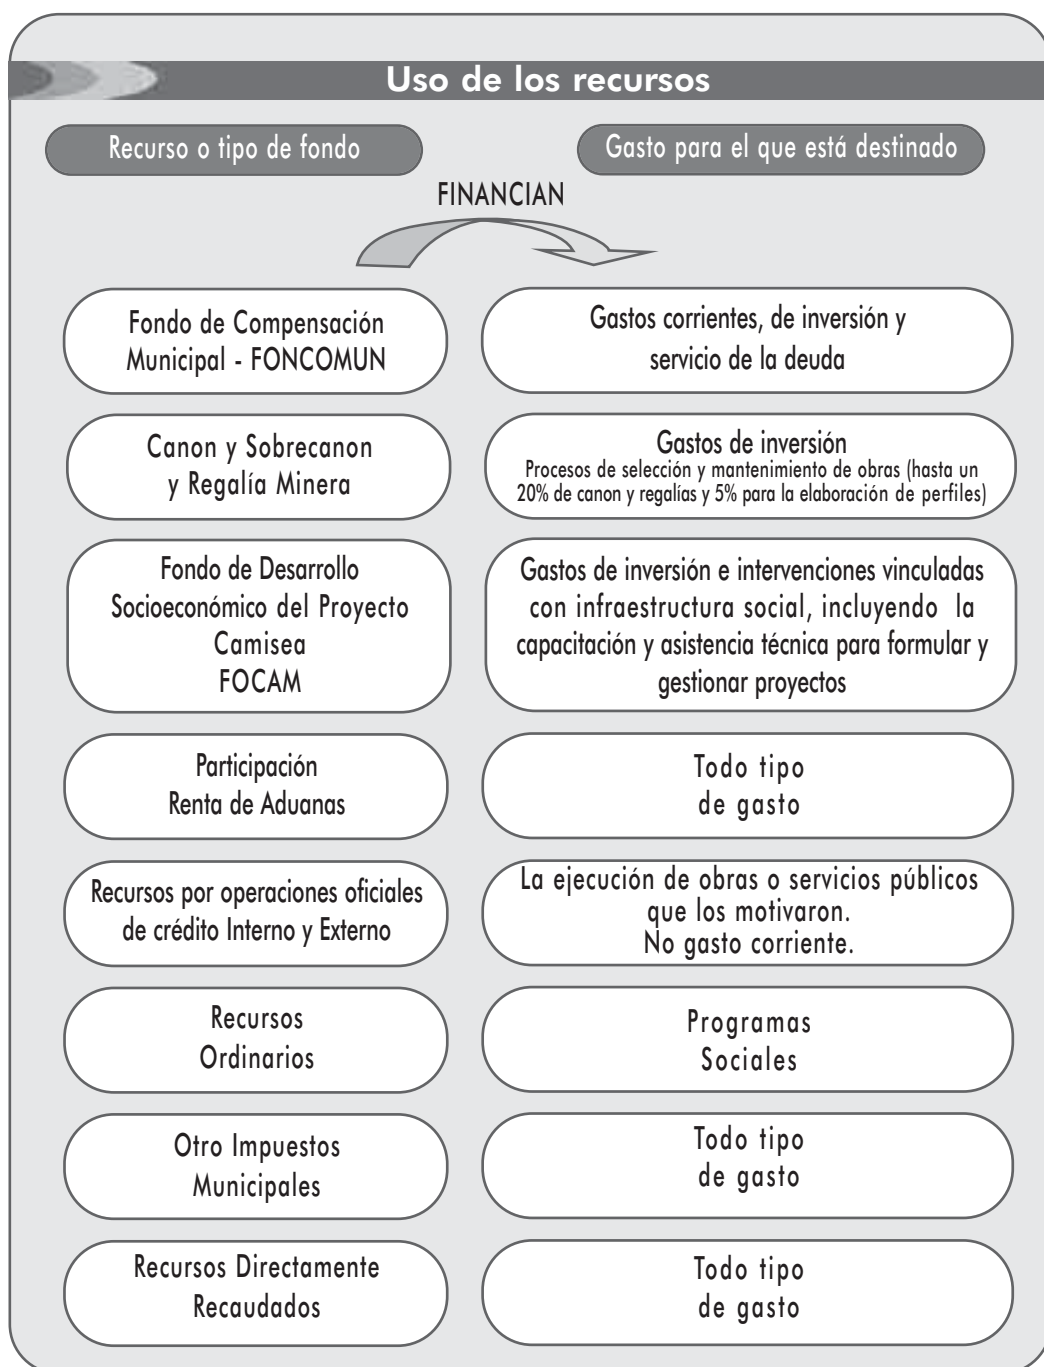 Uso de los recursos
Recurso o tipo de fondo
Gasto para el que está destinado
FINANCIAN
Fondo de Compensación
Municipal - FONCOMUN
Gastos corrientes, de inversión y
servicio de la deuda
Canon y Sobrecanon
y Regalía Minera
Gastos de inversión
Procesos de selección y mantenimiento de obras (hasta un
20% de canon y regalías y 5% para la elaboración de perfiles)
Fondo de Desarrollo
Socioeconómico del Proyecto
Camisea
FOCAM
Gastos de inversión e intervenciones vinculadas
con infraestructura social, incluyendo la
capacitación y asistencia técnica para formular y
gestionar proyectos
Participación
Renta de Aduanas
Todo tipo
de gasto
Recursos por operaciones oficiales
de crédito Interno y Externo
La ejecución de obras o servicios públicos
que los motivaron.
No gasto corriente.
Recursos
Ordinarios
Programas
Sociales
Otro Impuestos
Municipales
Todo tipo
de gasto
Recursos Directamente
Recaudados
Todo tipo
de gasto